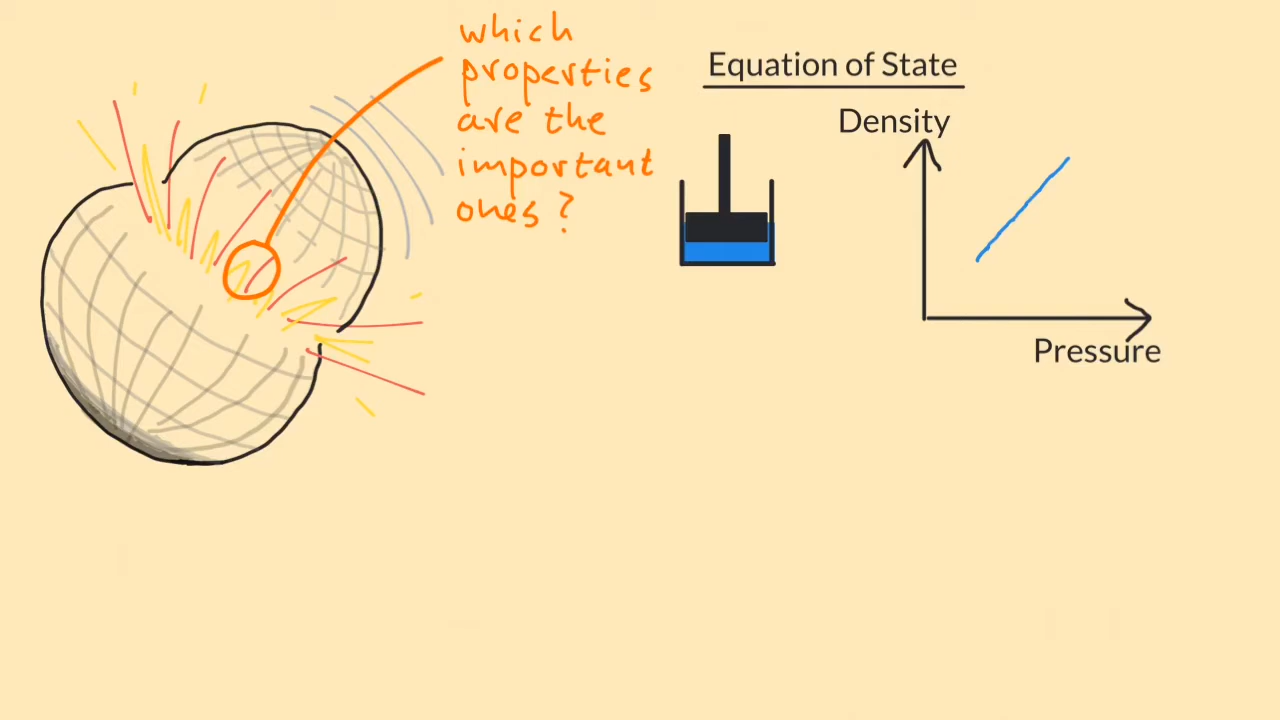 which
properties
are the
important
ones?
Equation of State
Density
Pressure